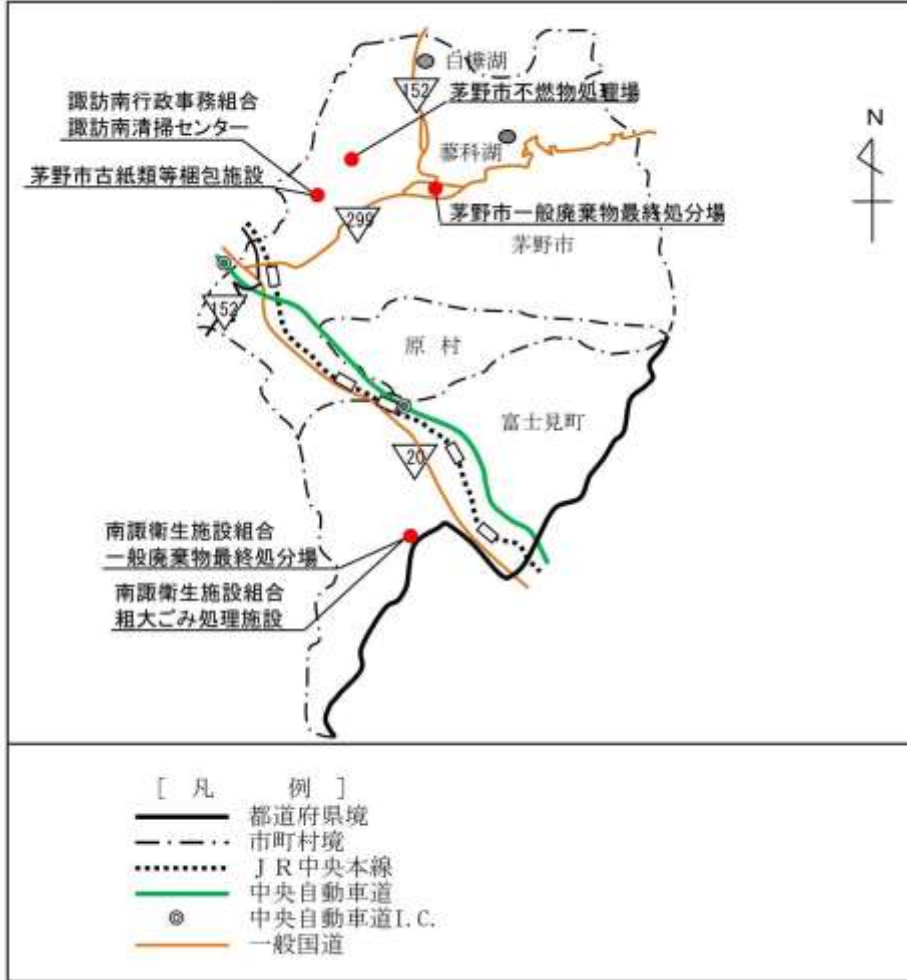 白樺湖
152
茅野市不燃物処理場
諏訪南行政事務組合
諏訪南清掃センター
N
蓼科湖
茅野市古紙類等梱包施設
茅野市一般廃棄物最終処分場
299
茅野市
152
原 村
富士見町
20
南諏衛生施設組合
一般廃棄物最終処分場
南諏衛生施設組合
粗大ごみ処理施設
[ 凡 例 ]
都道府県境
市町村境
JR中央本線
中央自動車道
中央自動車道I.C.
一般国道